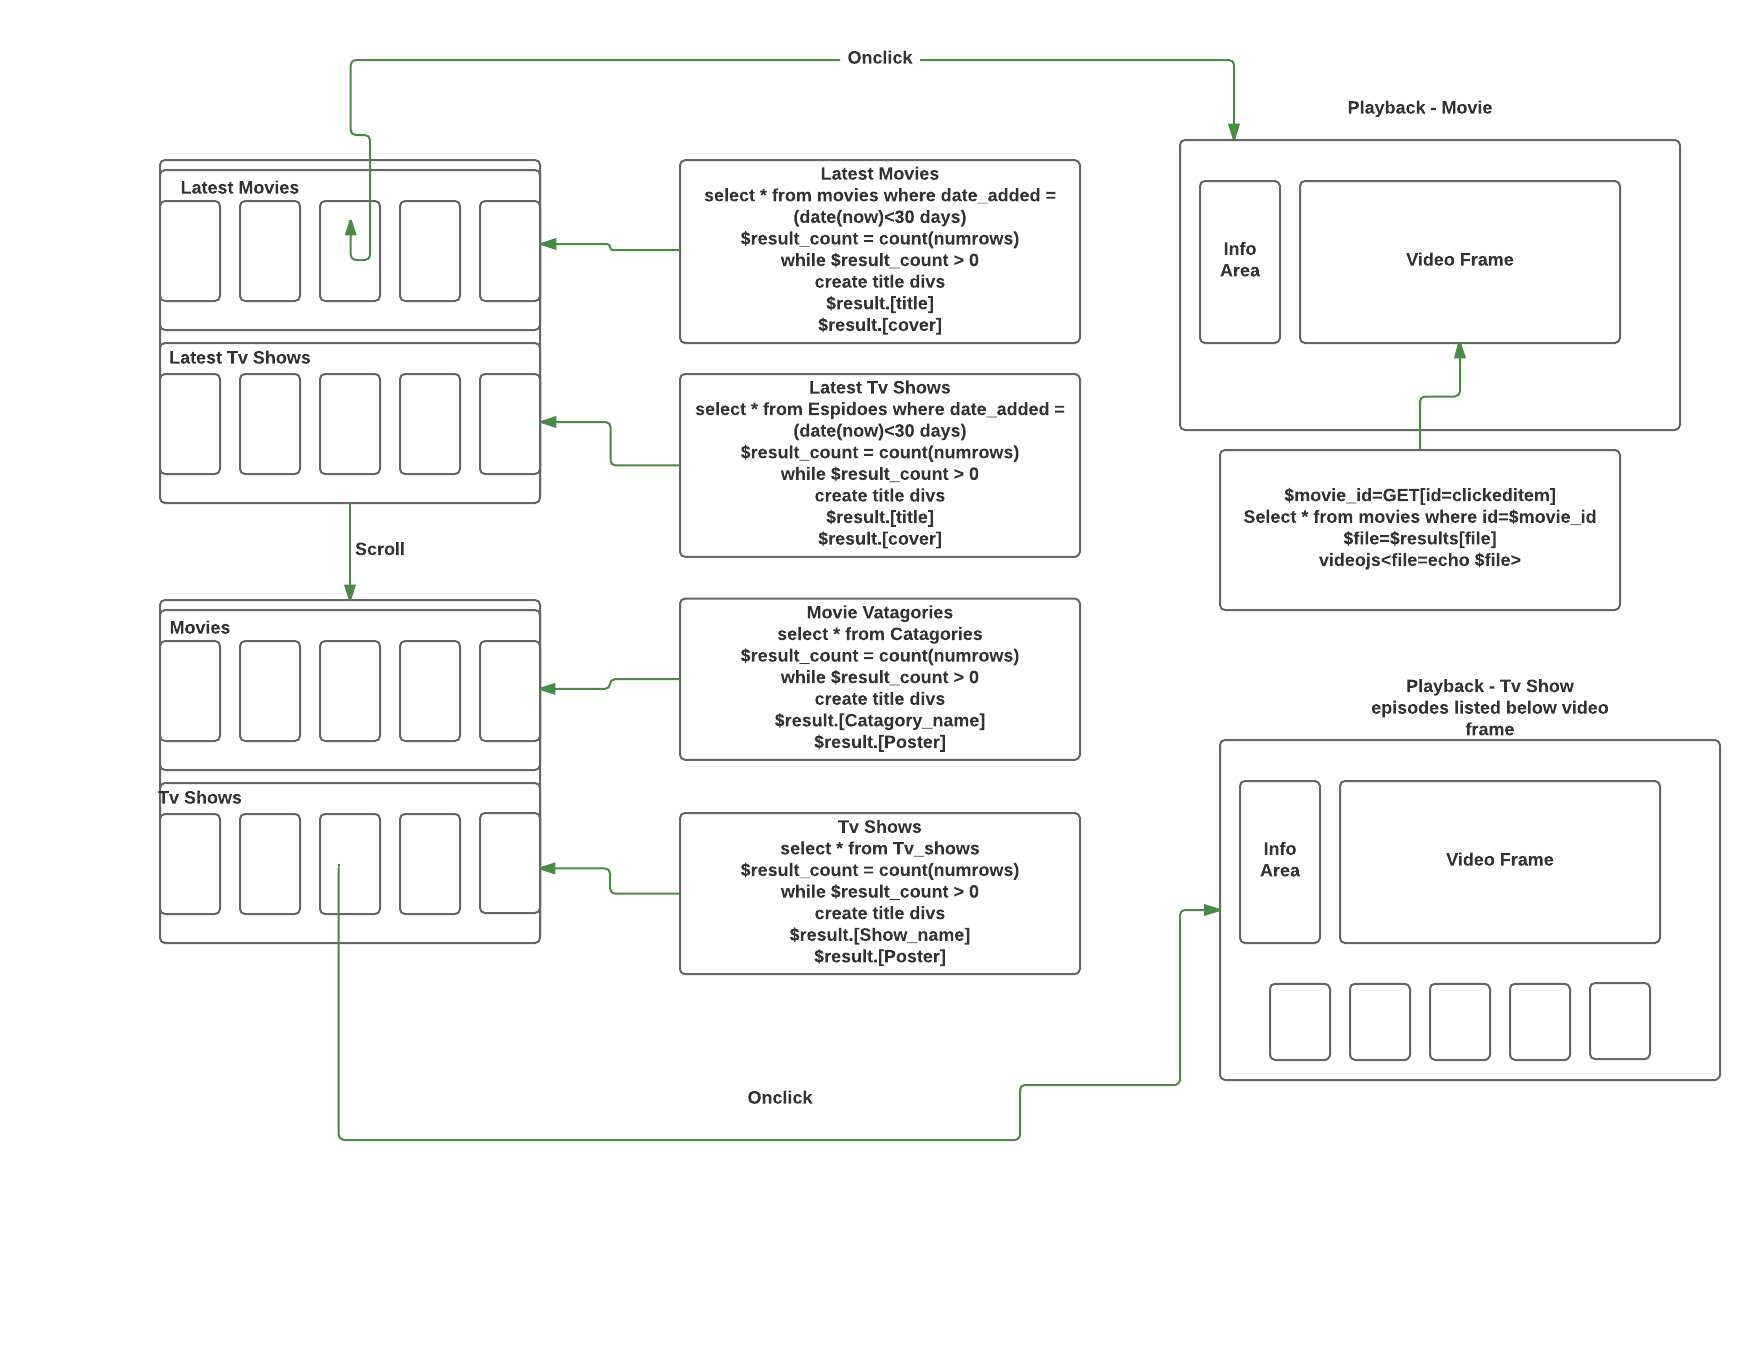 Onclick
Playback - Movie
Latest Movies
Latest Movies
select * from movies where date_added =
(date(now)<30 days)
$result_count = count(numrows)
while $result_count > 0
create title divs
$result.[title]
$result.[cover]
Info
Area
Video Frame
Latest Tv Shows
Latest Tv Shows
select * from Espidoes where date_added =
(date(now)<30 days)
$result_count = count(numrows)
while $result_count > 0
create title divs
$result.[title]
$result.[cover]
$movie_id=GET[id=clickeditem]
Select * from movies where id=$movie_id
$file=$results[file]
videojs<file=echo $file>
Scroll
Movies
Movie Vatagories
select * from Catagories
$result_count = count(numrows)
while $result_count > 0
create title divs
$result.[Catagory_name]
$result.[Poster]
Playback - Tv Show
episodes listed below video
frame
Tv Shows
Tv Shows
select * from Tv_shows
$result_count = count(numrows)
while $result_count > 0
create title divs
$result.[Show_name]
$result.[Poster]
Info
Area
Video Frame
Onclick